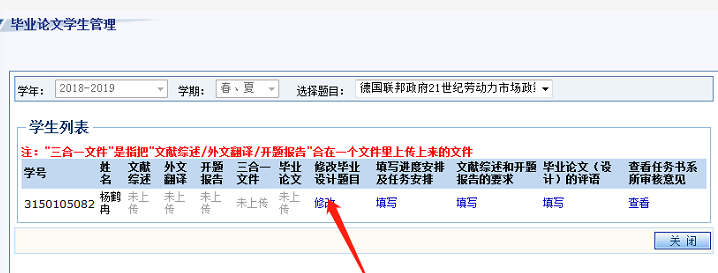 毕业论文学生管理
学年： 2018-2019 学期： 春、夏 选择题目： 德国联邦政府21世纪劳动力市场政
学生列表
注："三合一文件"是指把"文献综述/外文翻译/开题报告"合在一个文件里上传上来的文件
学号 姓名 文献综述 外文翻译 开题报告 三合一文件 毕业论文 修改毕业设计题目 填写进度安排及任务安排 文献综述和开题报告的要求 毕业论文（设计）的评语 查看任务书系所审核意见
3150105082 杨鹤冉 未上传 未上传 未上传 未上传 未上传 修改 填写 填写 填写 查看
关 闭